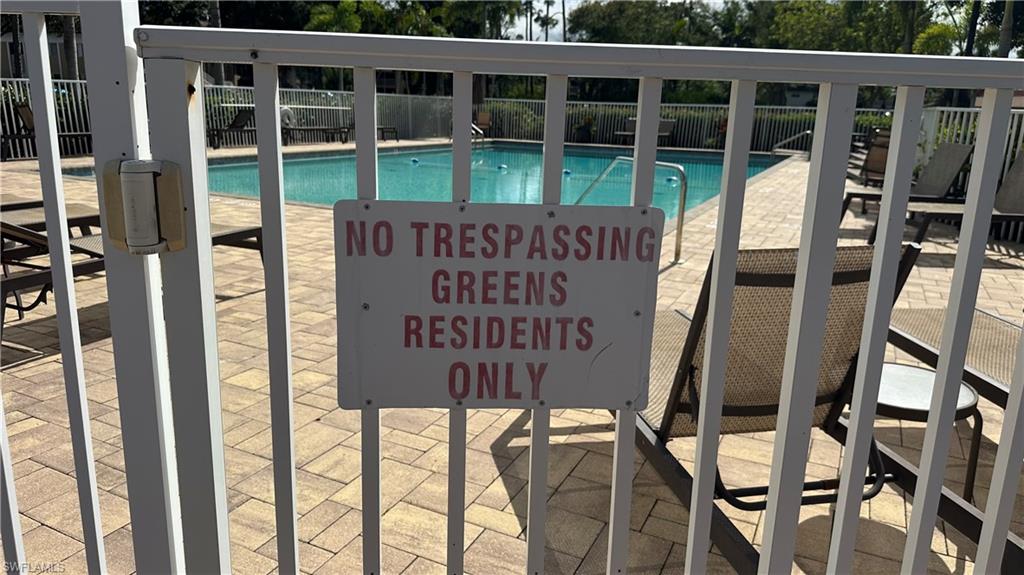 NO TRESPASSING
GREENS
RESIDENTS
ONLY
SWFLAMLS